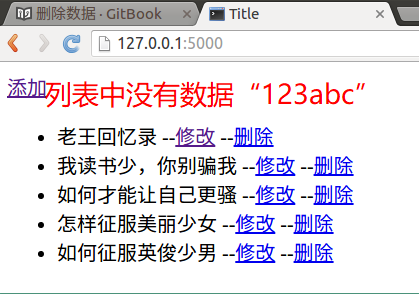 删除数据 · GitBook
Title
127.0.0.1:5000
添加列表中没有数据“123abc”
• 老王回忆录 --修改 --删除
• 我读书少，你别骗我 --修改 --删除
• 如何才能让自己更骚 --修改 --删除
• 怎样征服美丽少女 --修改 --删除
• 如何征服英俊少男 --修改 --删除